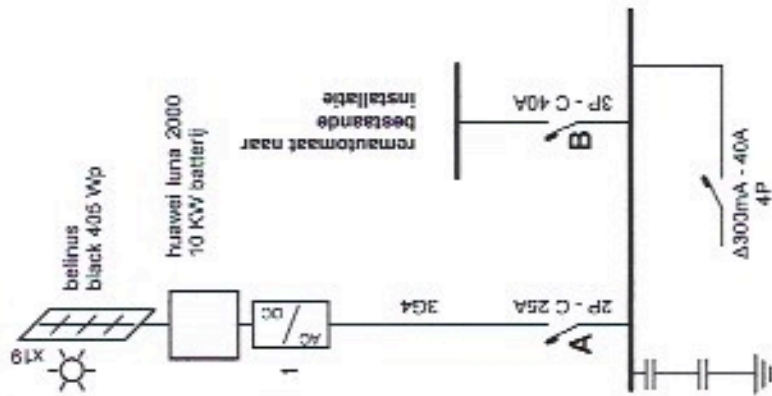 x19
belinus
black 405 Wp
huawei luna 2000
10 KW batterij
DC
AC
1
3G4
2P - C 25A
A
remautomaat naar
bestaande
installatie
3P - C 40A
B
Δ300mA - 40A
4P